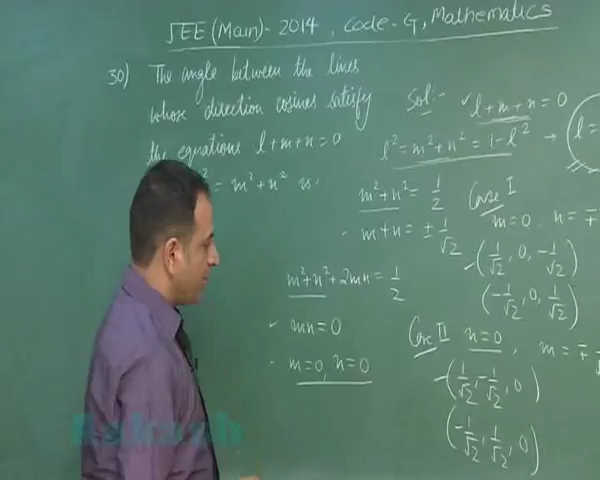 JEE (Main)- 2014, Code- G, Mathematics
30) The angle between the lines
whose direction cosines satisfy
the equations l+m+n=0
² = m²+n² is
Sol:- ✓ l+m+n = 0
l² = m²+n² = 1-l² →
l =
m²+n² = 1/2
m+n = ± 1/√2
m²+n²+2mn = 1/2
✓ mn=0
m=0, n=0
Case I
m=0, n = ∓
(1/√2, 0, -1/√2)
(-1/√2, 0, 1/√2)
Case II n=0, m = ∓
(1/√2, -1/√2, 0)
(-1/√2, 1/√2, 0)